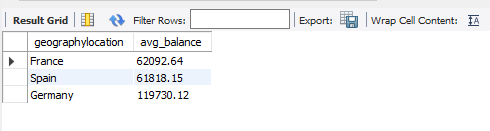 Result Grid Filter Rows: Export: Wrap Cell Content: IA
geographylocation avg_balance
France 62092.64
Spain 61818.15
Germany 119730.12